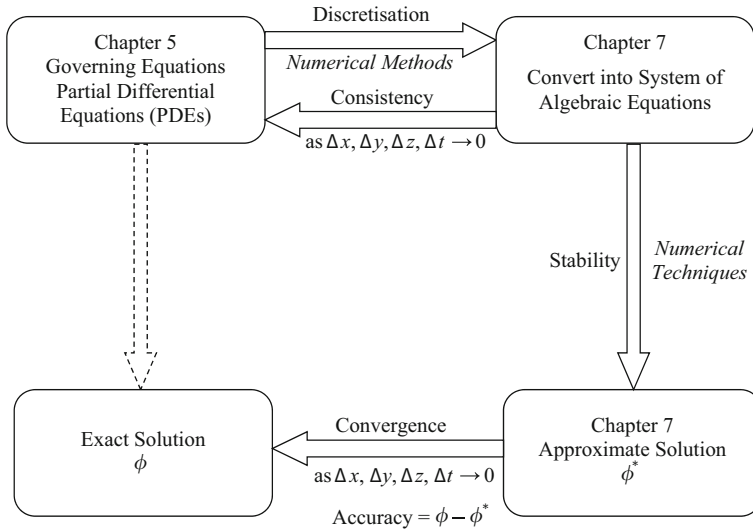 Chapter 5
Governing Equations
Partial Differential
Equations (PDEs)
Discretisation
Numerical Methods
Consistency
as Δx, Δy, Δz, Δt → 0
Chapter 7
Convert into System of
Algebraic Equations
Stability
Numerical
Techniques
Exact Solution
ϕ
Convergence
as Δx, Δy, Δz, Δt → 0
Accuracy = ϕ – ϕ*
Chapter 7
Approximate Solution
ϕ*